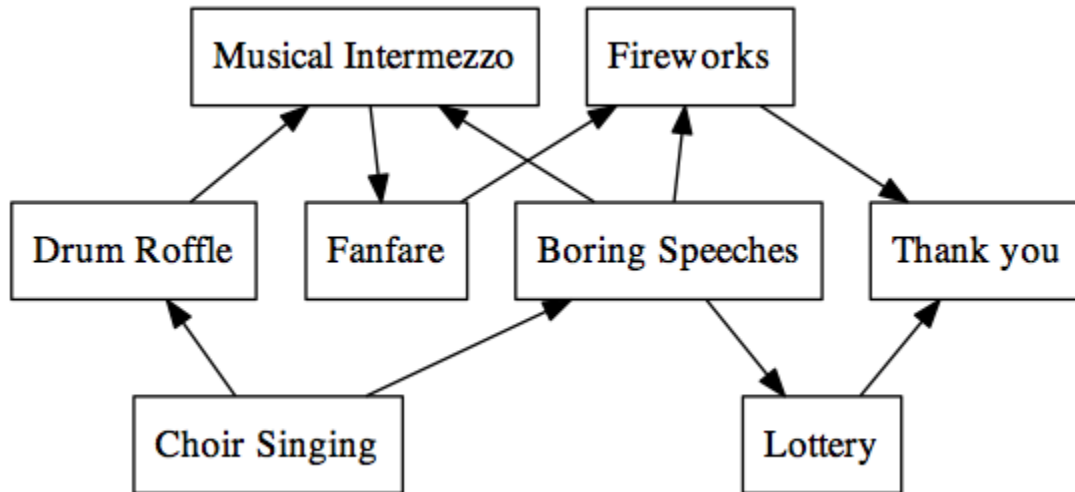 Musical Intermezzo
Fireworks
Drum Roffle
Fanfare
Boring Speeches
Thank you
Choir Singing
Lottery